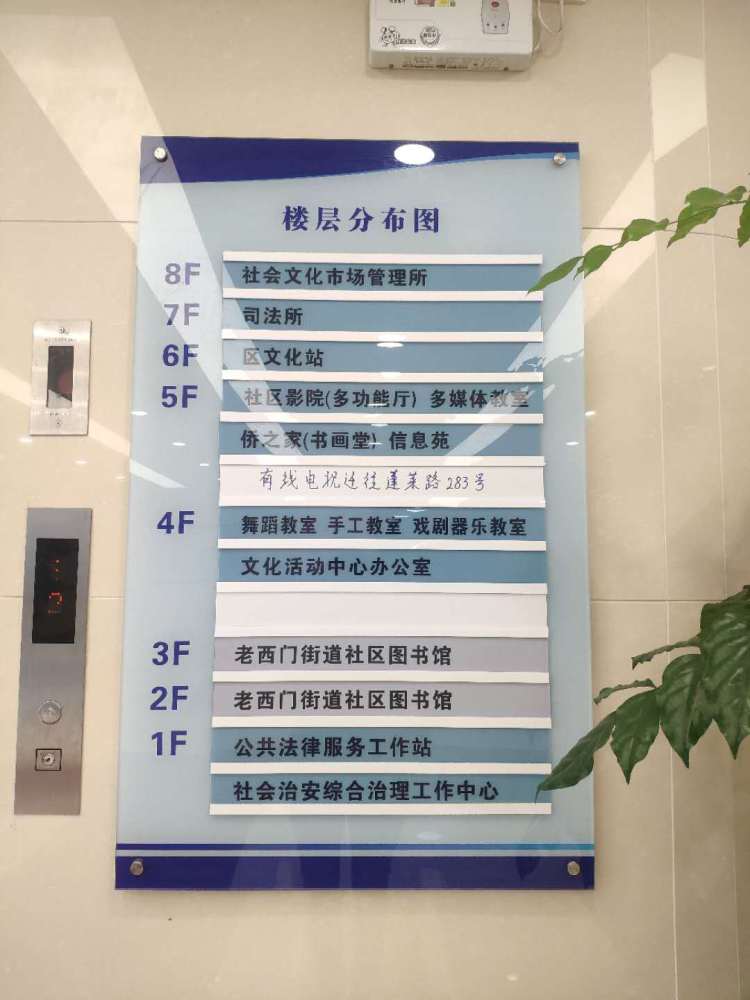 楼层分布图
8F 社会文化市场管理所
7F 司法所
6F 区文化站
5F 社区影院(多功能厅) 多媒体教室
侨之家(书画堂) 信息苑
有线电视迁往蓬莱路283号
4F 舞蹈教室 手工教室 戏剧器乐教室
文化活动中心办公室
3F 老西门街道社区图书馆
2F 老西门街道社区图书馆
1F 公共法律服务工作站
社会治安综合治理工作中心